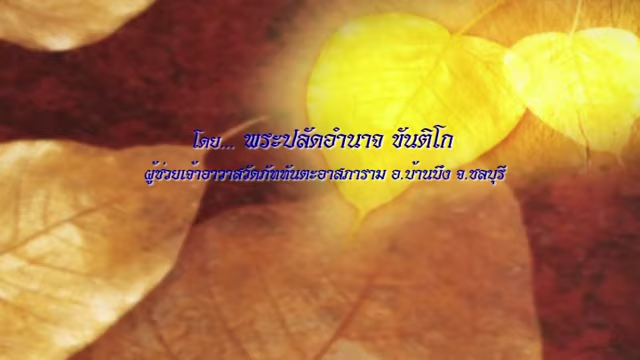 โดย... พระปลัดอำนาจ ขันติโก
ผู้ช่วยเจ้าอาวาสวัดภัททันตะอาสภาราม อ.บ้านบึง จ.ชลบุรี